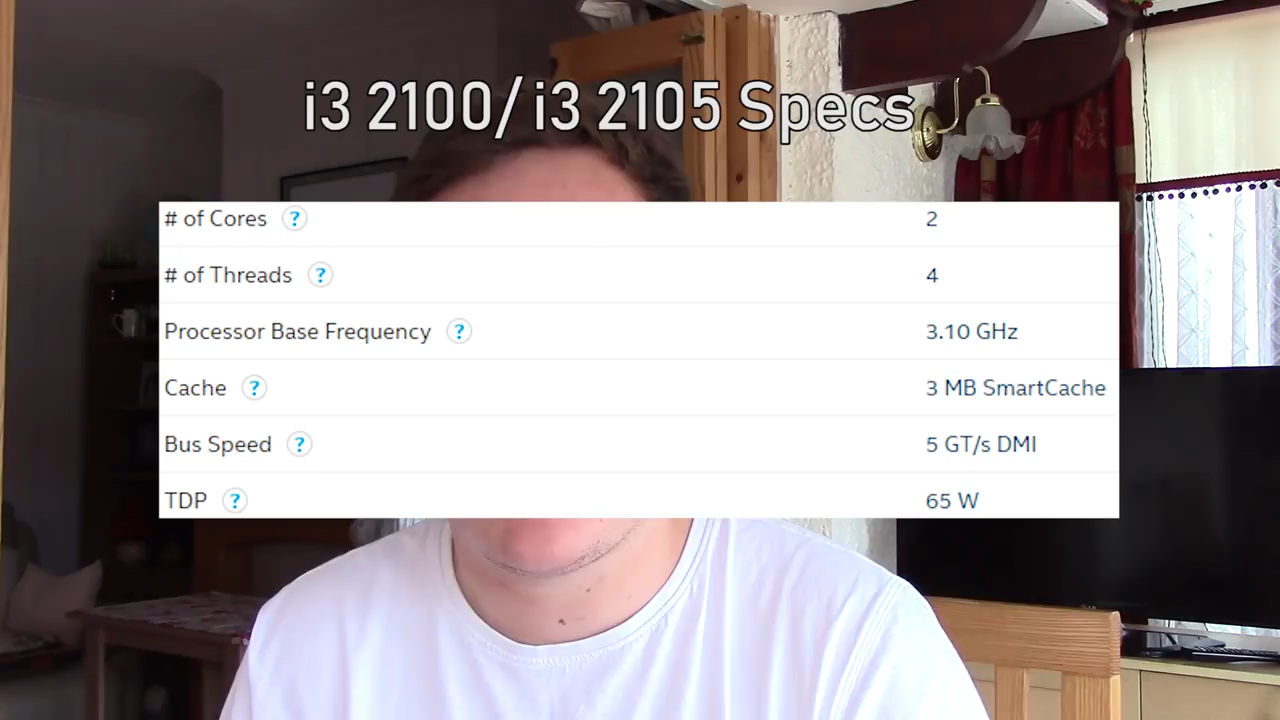 i3 2100/ i3 2105 Specs
# of Cores ? 2
# of Threads ? 4
Processor Base Frequency ? 3.10 GHz
Cache ? 3 MB SmartCache
Bus Speed ? 5 GT/s DMI
TDP ? 65 W